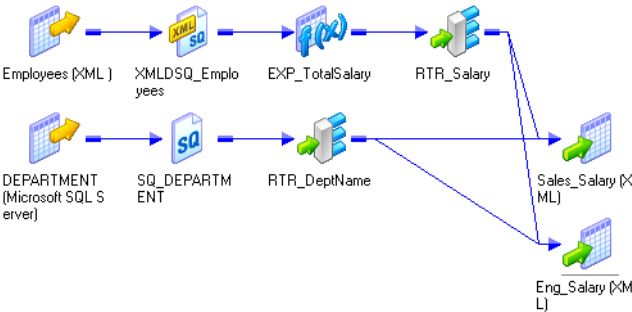 XML
SQ
f(x)
Employees (XML )
XMLDSQ_Emplo
yees
EXP_TotalSalary
RTR_Salary
SQ
DEPARTMENT
(Microsoft SQL S
erver)
SQ_DEPARTM
ENT
RTR_DeptName
Sales_Salary (X
ML)
Eng_Salary (XM
L)